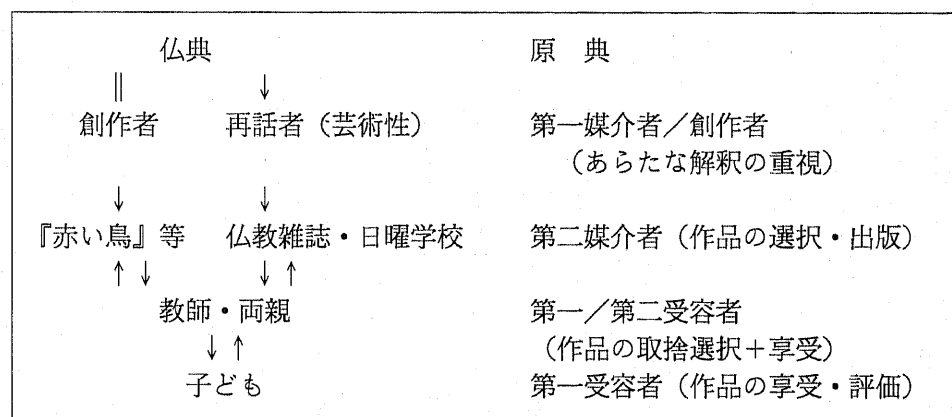 仏典 原 典
‖ ↓
創作者 再話者（芸術性） 第一媒介者／創作者
（あらたな解釈の重視）
↓ ↓
『赤い鳥』等 仏教雑誌・日曜学校 第二媒介者（作品の選択・出版）
↑ ↓ ↓ ↑
教師・両親 第一／第二受容者
↓ ↑ （作品の取捨選択＋享受）
子ども 第一受容者（作品の享受・評価）